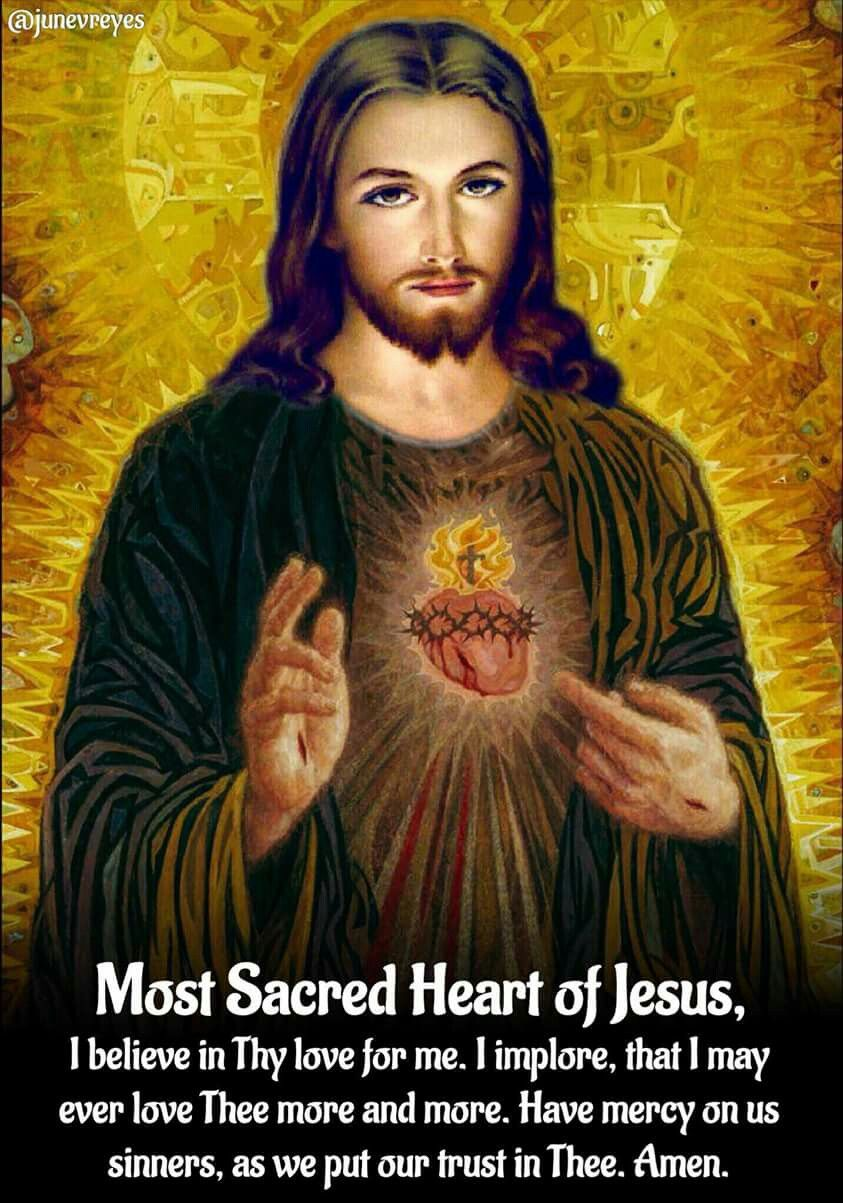 @junevreyes
Most Sacred Heart of Jesus,
I believe in Thy love for me. I implore, that I may
ever love Thee more and more. Have mercy on us
sinners, as we put our trust in Thee. Amen.